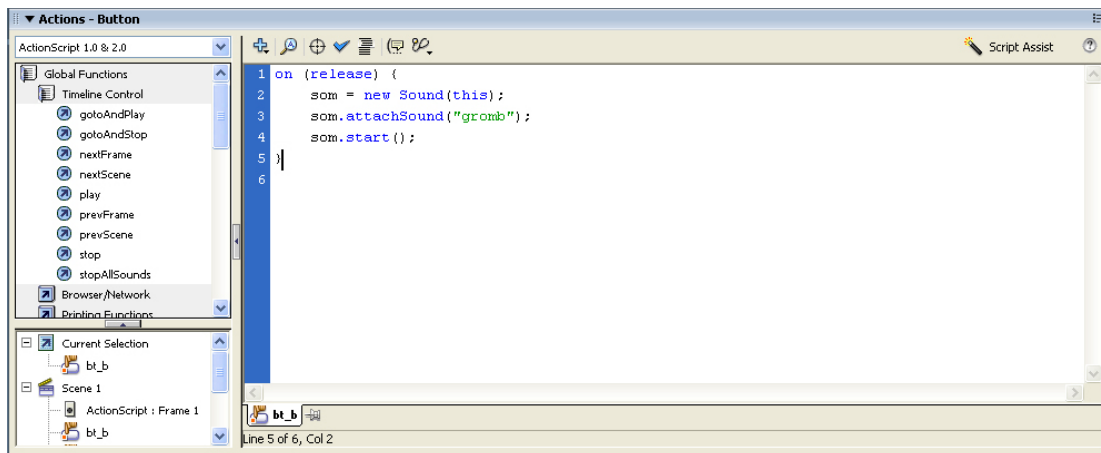 Actions - Button
ActionScript 1.0 & 2.0
Script Assist
Global Functions
Timeline Control
gotoAndPlay
gotoAndStop
nextFrame
nextScene
play
prevFrame
prevScene
stop
stopAllSounds
Browser/Network
Printing Functions
Current Selection
bt_b
Scene 1
ActionScript : Frame 1
bt_b
1 on (release) {
2 som = new Sound(this);
3 som.attachSound("gromb");
4 som.start();
5 }
6
bt_b
Line 5 of 6, Col 2